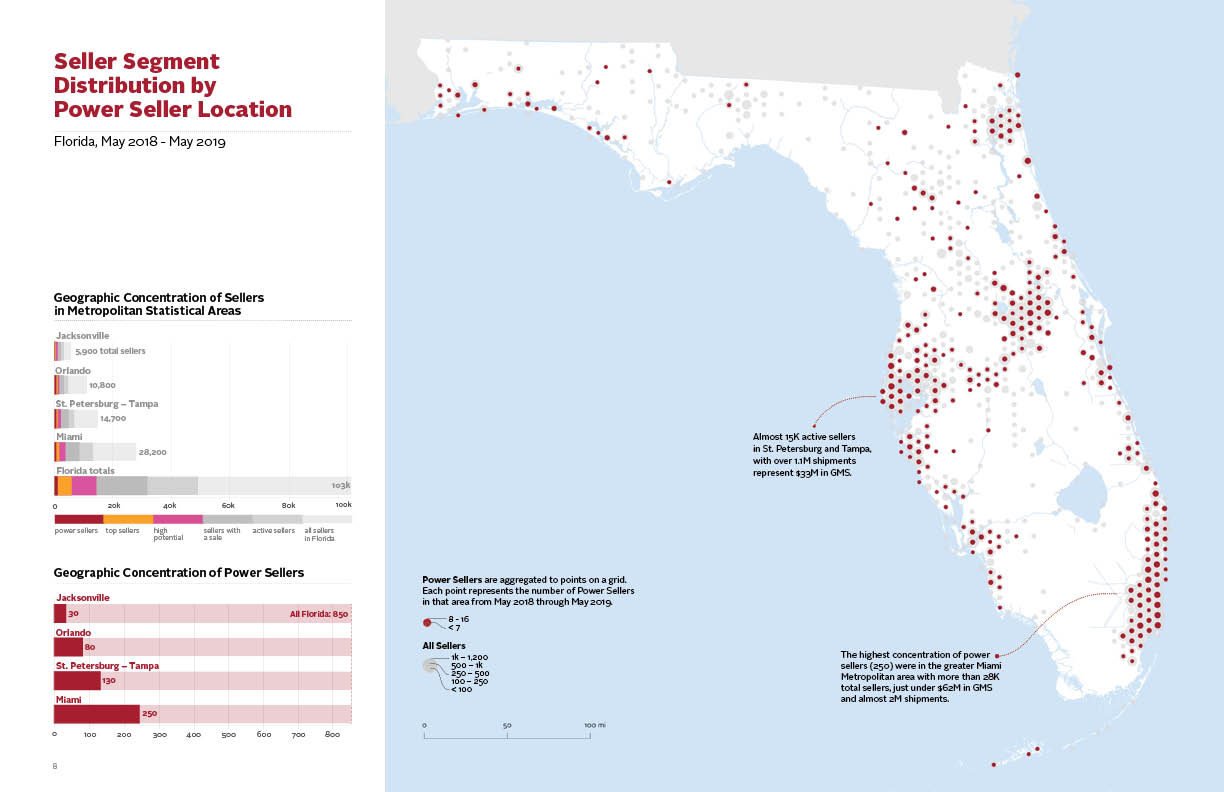 Seller Segment
Distribution by
Power Seller Location
Florida, May 2018 - May 2019
Geographic Concentration of Sellers
in Metropolitan Statistical Areas
Jacksonville
5,900 total sellers
Orlando
10,800
St. Petersburg – Tampa
14,700
Miami
28,200
Florida totals
103k
0 20k 40k 60k 80k 100k
power sellers top sellers high potential sellers with a sale active sellers all sellers in Florida
Geographic Concentration of Power Sellers
Jacksonville
30 All Florida: 850
Orlando
80
St. Petersburg – Tampa
130
Miami
250
0 100 200 300 400 500 600 700 800
8
Almost 15K active sellers
in St. Petersburg and Tampa,
with over 1.1M shipments
represent $33M in GMS.
Power Sellers are aggregated to points on a grid.
Each point represents the number of Power Sellers
in that area from May 2018 through May 2019.
8 - 16
< 7
All Sellers
1k – 1,200
500 – 1k
250 – 500
100 – 250
< 100
0 50 100 mi
The highest concentration of power
sellers (250) were in the greater Miami
Metropolitan area with more than 28K
total sellers, just under $62M in GMS
and almost 2M shipments.